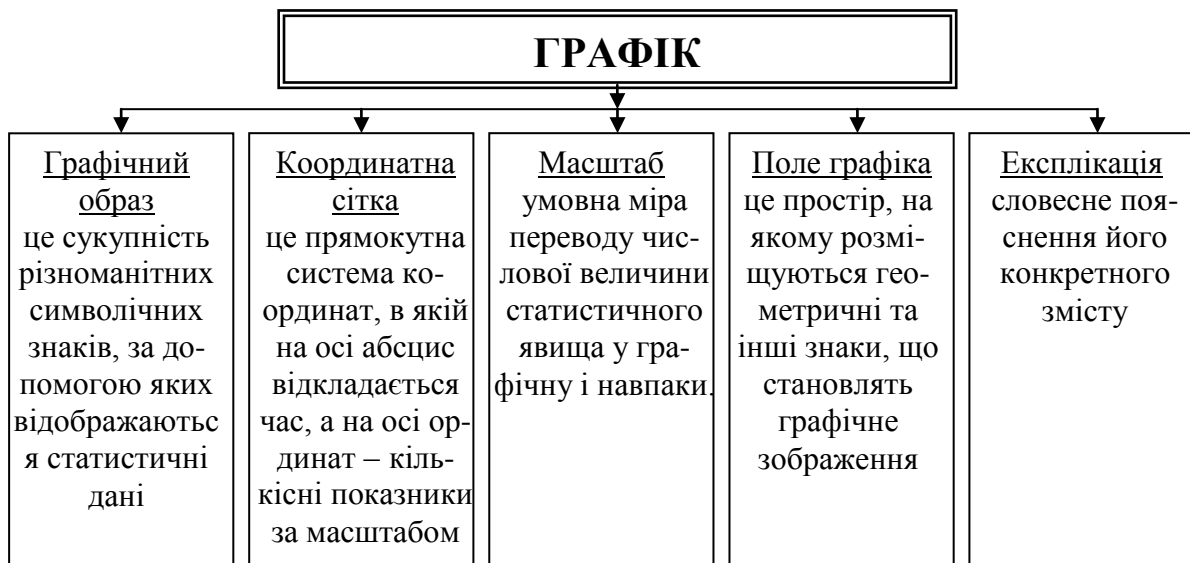 ГРАФІК
Графічний
образ
це сукупність
різноманітних
символічних
знаків, за до-
помогою яких
відображаютьс
я статистичні
дані
Координатна
сітка
це прямокутна
система ко-
ординат, в якій
на осі абсцис
відкладається
час, а на осі ор-
динат – кіль-
кісні показники
за масштабом
Масштаб
умовна міра
переводу чис-
лової величини
статистичного
явища у гра-
фічну і навпаки.
Поле графіка
це простір, на
якому розмі-
щуються гео-
метричні та
інші знаки, що
становлять
графічне
зображення
Експлікація
словесне поя-
снення його
конкретного
змісту